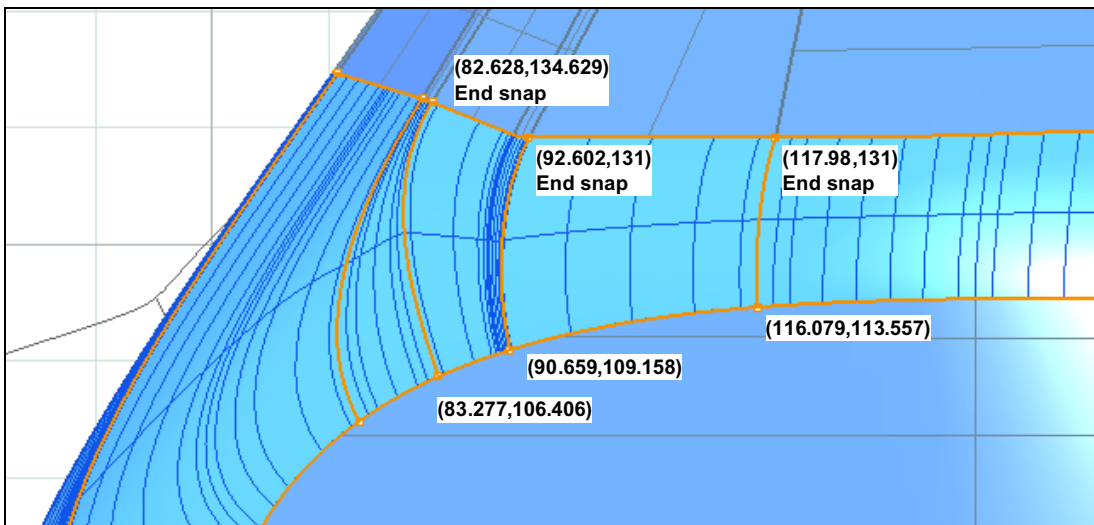 (82.628,134.629)
End snap
(92.602,131)
End snap
(117.98,131)
End snap
(116.079,113.557)
(90.659,109.158)
(83.277,106.406)